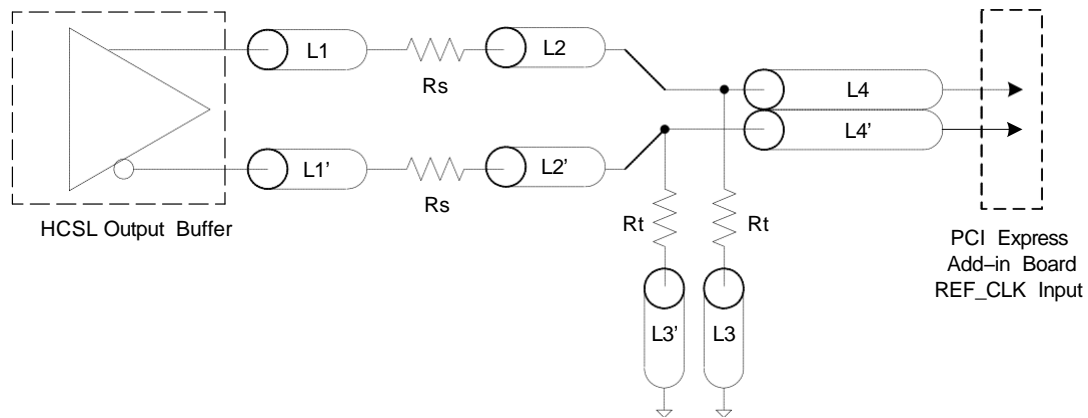 L1
Rs
L2
L4
L4’
L1’
Rs
L2’
HCSL Output Buffer
Rt
Rt
L3’
L3
PCI Express
Add–in Board
REF_CLK Input